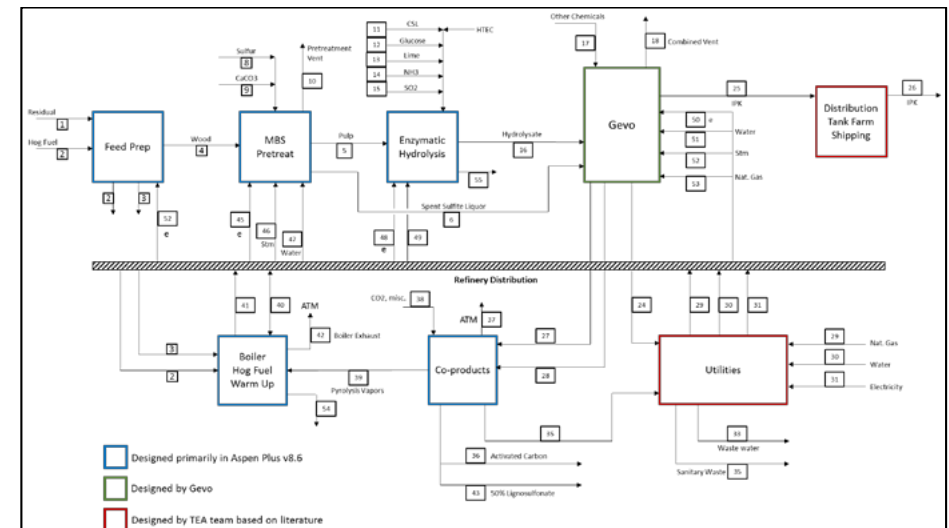 Other Chemicals
11
CSL
HTEC
12
Glucose
13
Lime
14
NH3
15
SO2
Sulfur
8
CaCO3
9
Pretreatment
Vent
10
17
18
Combined Vent
Residual
1
Hog Fuel
2
Feed Prep
Wood
4
MBS
Pretreat
Pulp
5
Enzymatic
Hydrolysis
Hydrolysate
16
55
Gevo
25
IPK
50
e
Water
51
Stm
52
Nat. Gas
53
Distribution
Tank Farm
Shipping
26
IPK
Spent Sulfite Liquor
6
2
3
52
e
45
e
46
Stm
47
Water
48
e
49
Refinery Distribution
41
40
ATM
42
Boiler Exhaust
CO2, misc.
38
ATM
37
24
29
30
31
3
2
Boiler
Hog Fuel
Warm Up
39
Pyrolysis Vapors
Co-products
27
28
Utilities
29
Nat. Gas
30
Water
31
Electricity
54
35
36
Activated Carbon
43
50% Lignosulfonate
33
Waste water
Sanitary Waste
35
Designed primarily in Aspen Plus v8.6
Designed by Gevo
Designed by TEA team based on literature